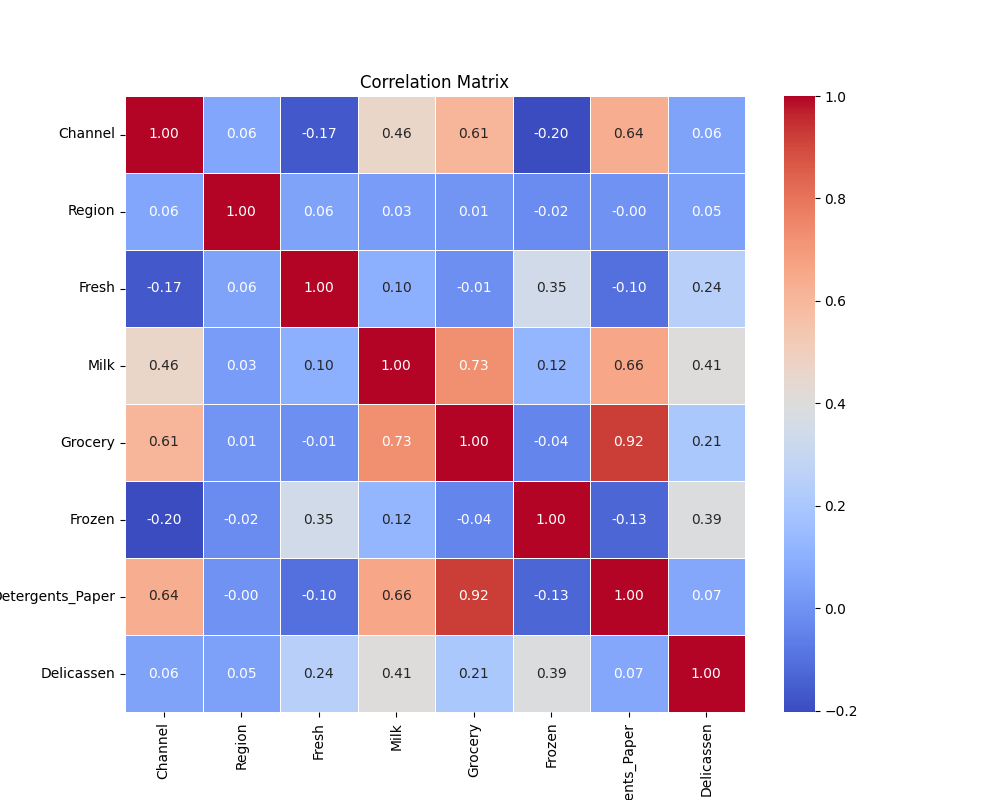 Correlation Matrix
Channel 1.00 0.06 -0.17 0.46 0.61 -0.20 0.64 0.06
Region 0.06 1.00 0.06 0.03 0.01 -0.02 -0.00 0.05
Fresh -0.17 0.06 1.00 0.10 -0.01 0.35 -0.10 0.24
Milk 0.46 0.03 0.10 1.00 0.73 0.12 0.66 0.41
Grocery 0.61 0.01 -0.01 0.73 1.00 -0.04 0.92 0.21
Frozen -0.20 -0.02 0.35 0.12 -0.04 1.00 -0.13 0.39
etergents_Paper 0.64 -0.00 -0.10 0.66 0.92 -0.13 1.00 0.07
Delicassen 0.06 0.05 0.24 0.41 0.21 0.39 0.07 1.00
Channel Region Fresh Milk Grocery Frozen ents_Paper Delicassen
1.0
0.8
0.6
0.4
0.2
0.0
−0.2